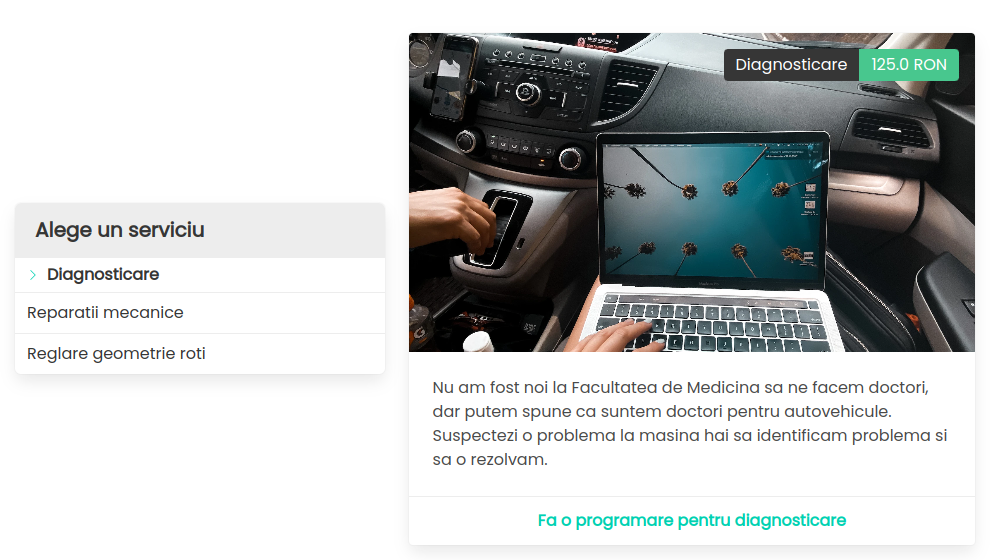 Alege un serviciu
Diagnosticare
Reparatii mecanice
Reglare geometrie roti
Diagnosticare 125.0 RON
Nu am fost noi la Facultatea de Medicina sa ne facem doctori,
dar putem spune ca suntem doctori pentru autovehicule.
Suspectezi o problema la masina hai sa identificam problema si
sa o rezolvam.
Fa o programare pentru diagnosticare